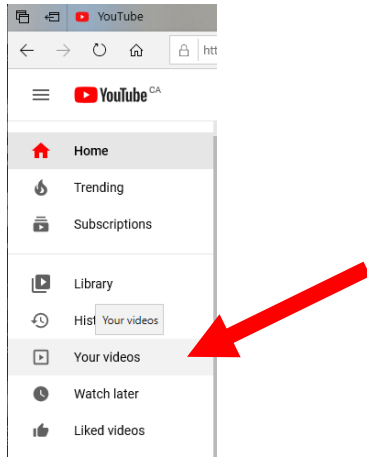 YouTube
htt
YouTube CA
Home
Trending
Subscriptions
Library
Hist
Your videos
Your videos
Watch later
Liked videos